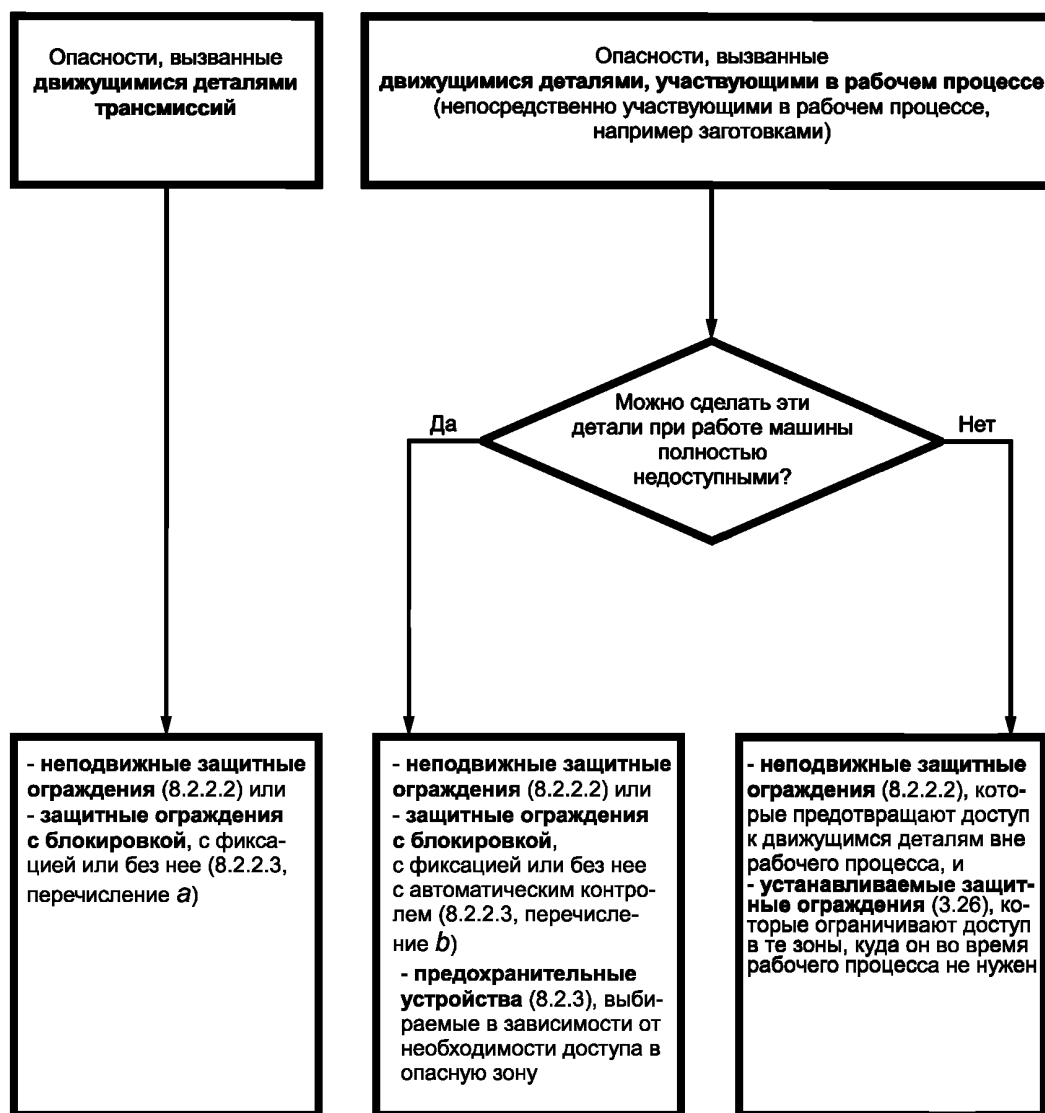 Опасности, вызванные
движущимися деталями
трансмиссий
Опасности, вызванные
движущимися деталями, участвующими в рабочем процессе
(непосредственно участвующими в рабочем процессе,
например заготовками)
Можно сделать эти
детали при работе машины
полностью
недоступными?
Да
Нет
- неподвижные защитные
ограждения (8.2.2.2) или
- защитные ограждения
с блокировкой, с фикса-
цией или без нее (8.2.2.3,
перечисление a)
- неподвижные защитные
ограждения (8.2.2.2) или
- защитные ограждения
с блокировкой,
с фиксацией или без нее
с автоматическим контро-
лем (8.2.2.3, перечисле-
ние b)
- предохранительные
устройства (8.2.3), выби-
раемые в зависимости от
необходимости доступа в
опасную зону
- неподвижные защитные
ограждения (8.2.2.2), кото-
рые предотвращают доступ
к движущимся деталям вне
рабочего процесса, и
- устанавливаемые защит-
ные ограждения (3.26), ко-
торые ограничивают доступ
в те зоны, куда он во время
рабочего процесса не нужен